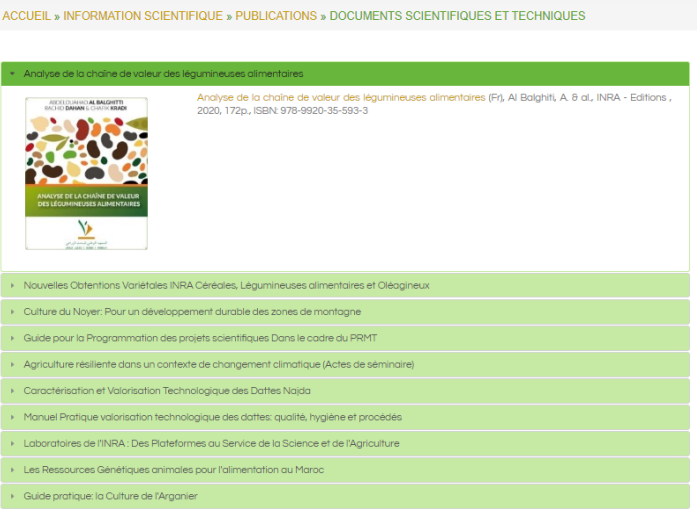 ACCUEIL » INFORMATION SCIENTIFIQUE » PUBLICATIONS » DOCUMENTS SCIENTIFIQUES ET TECHNIQUES
Analyse de la chaîne de valeur des légumineuses alimentaires
ABDELOUAHAD AL BALGHITTI
RACHID DAHAN & CHAFIK KRADI
ANALYSE DE LA CHAÎNE DE VALEUR
DES LÉGUMINEUSES ALIMENTAIRES
Analyse de la chaîne de valeur des légumineuses alimentaires (Fr), Al Balghiti, A. & al., INRA - Editions ,
2020, 172p., ISBN: 978-9920-35-593-3
Nouvelles Obtentions Variétales INRA Céréales, Légumineuses alimentaires et Oléagineux
Culture du Noyer: Pour un développement durable des zones de montagne
Guide pour la Programmation des projets scientifiques Dans le cadre du PRMT
Agriculture résiliente dans un contexte de changement climatique (Actes de séminaire)
Caractérisation et Valorisation Technologique des Dattes Najda
Manuel Pratique valorisation technologique des dattes: qualité, hygiène et procédés
Laboratoires de l'INRA : Des Plateformes au Service de la Science et de l'Agriculture
Les Ressources Génétiques animales pour l'alimentation au Maroc
Guide pratique: la Culture de l'Arganier